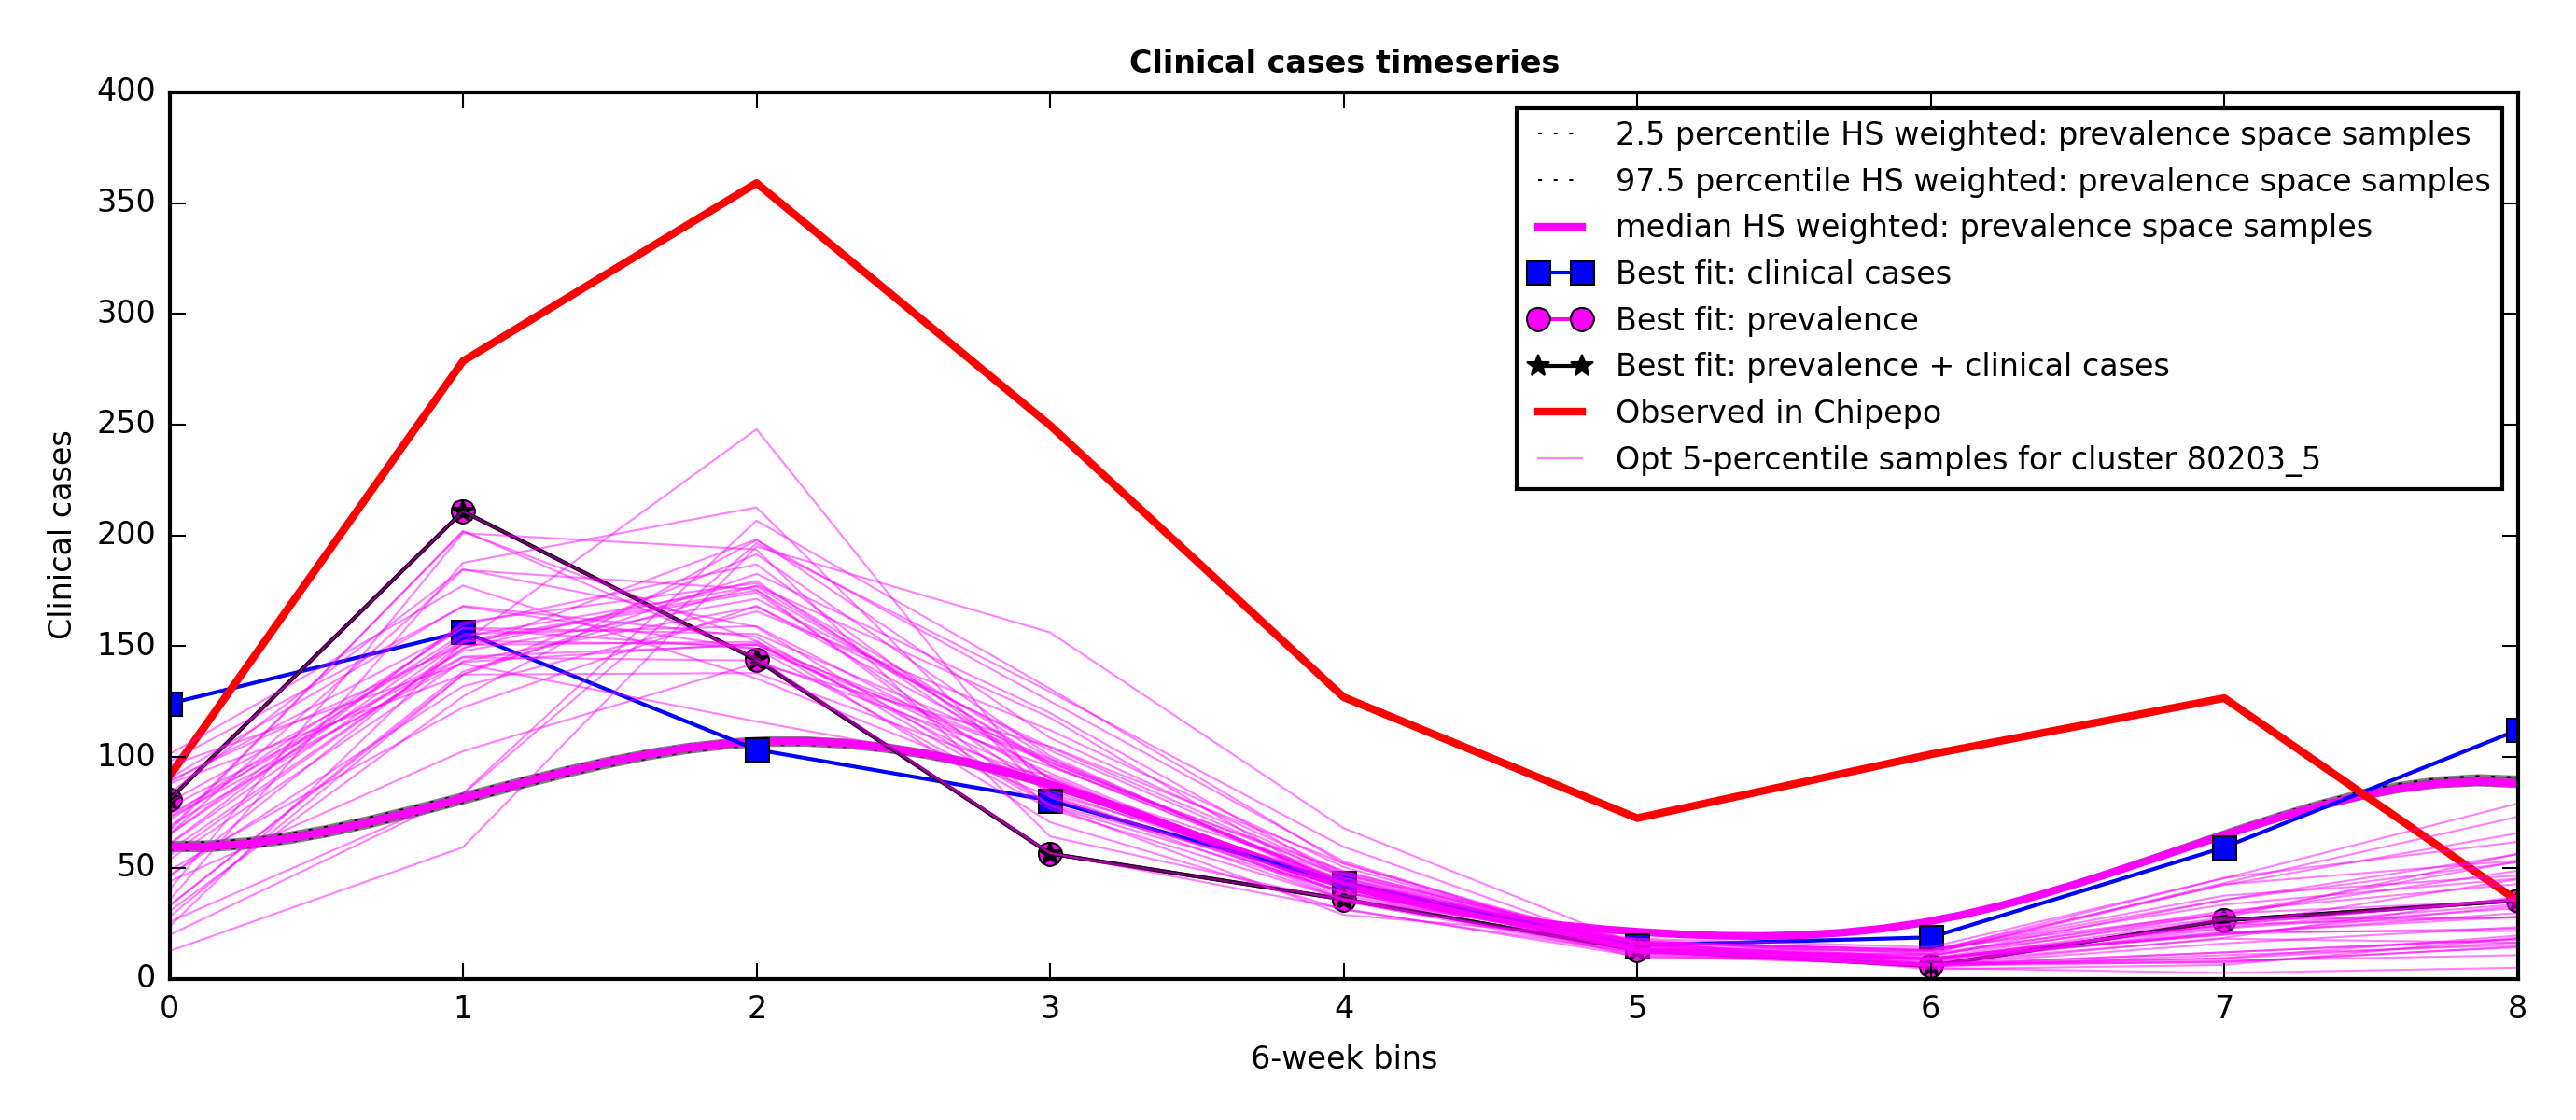 Clinical cases timeseries
400
350
300
250
200
150
100
50
0
Clinical cases
2.5 percentile HS weighted: prevalence space samples
97.5 percentile HS weighted: prevalence space samples
median HS weighted: prevalence space samples
Best fit: clinical cases
Best fit: prevalence
Best fit: prevalence + clinical cases
Observed in Chipepo
Opt 5-percentile samples for cluster 80203_5
0 1 2 3 4 5 6 7 8
6-week bins